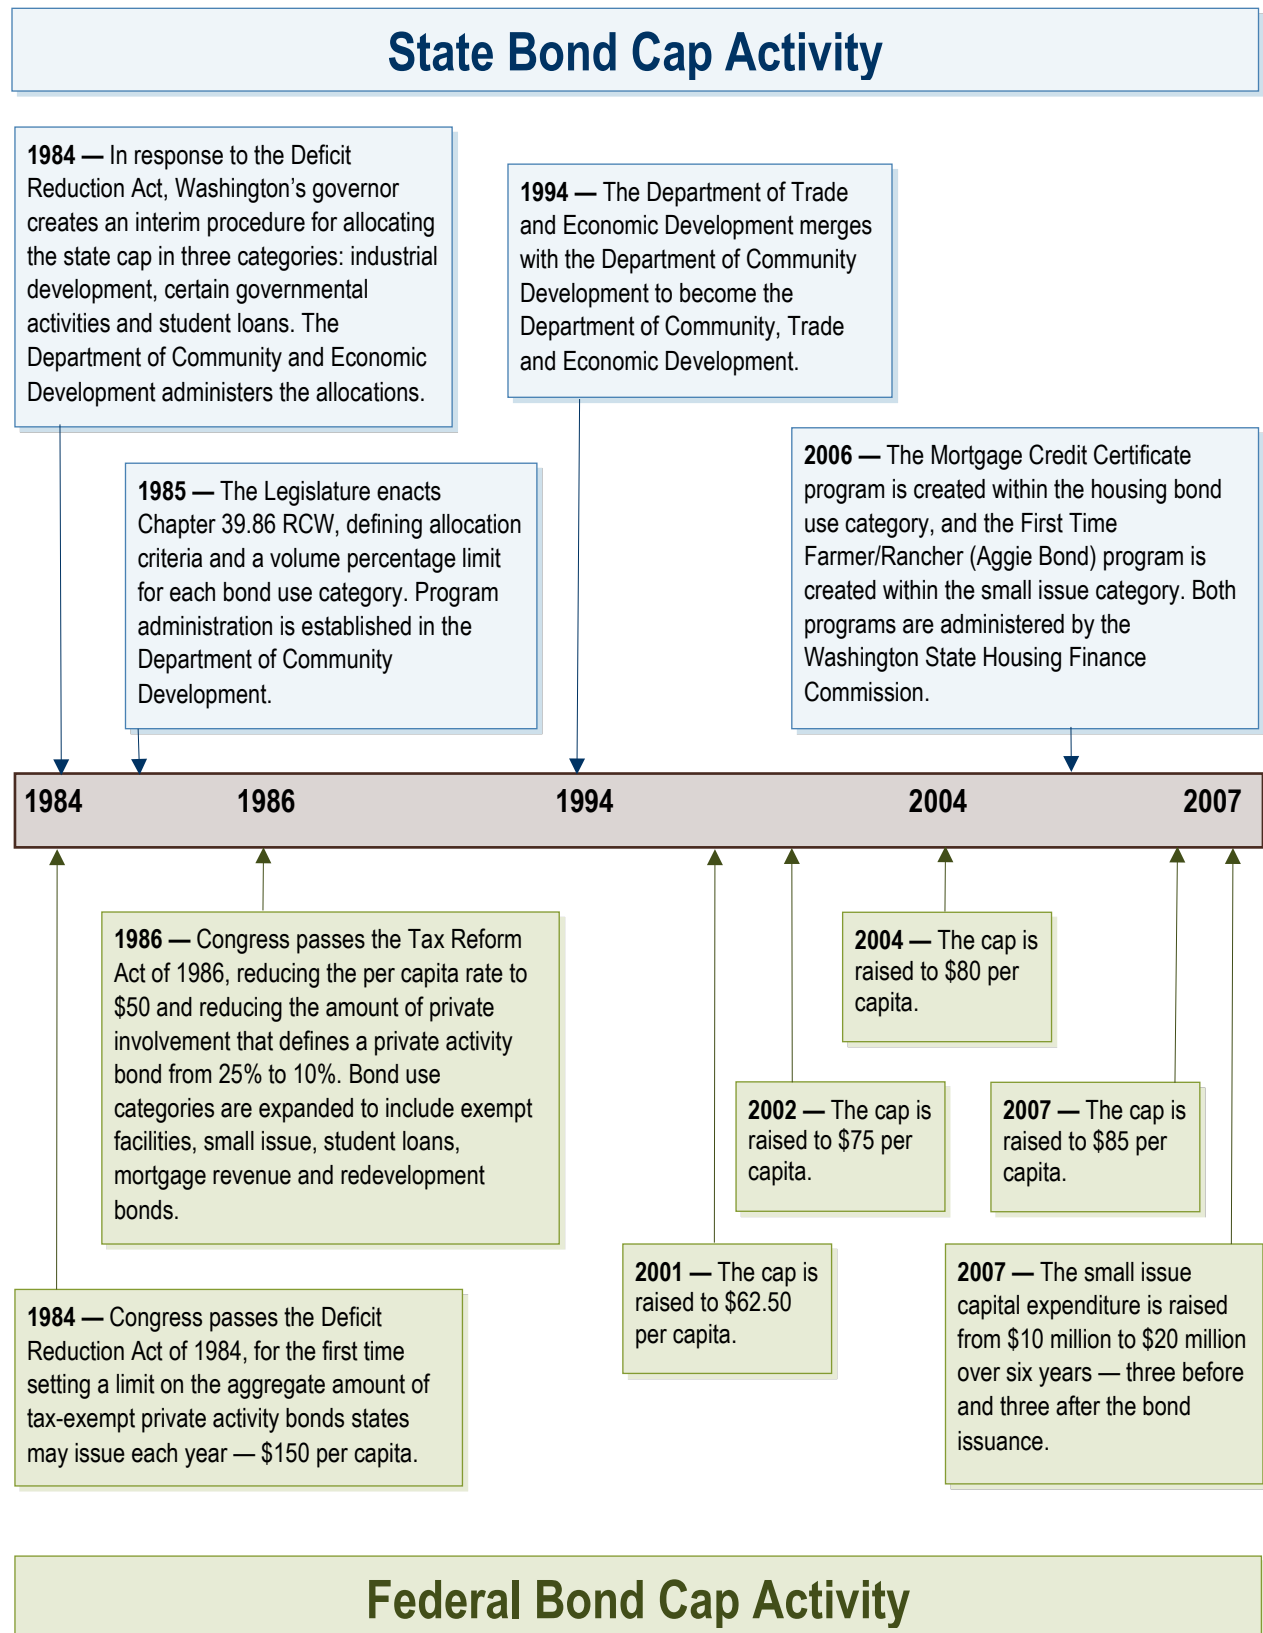 State Bond Cap Activity
1984 — In response to the Deficit
Reduction Act, Washington’s governor
creates an interim procedure for allocating
the state cap in three categories: industrial
development, certain governmental
activities and student loans. The
Department of Community and Economic
Development administers the allocations.
1994 — The Department of Trade
and Economic Development merges
with the Department of Community
Development to become the
Department of Community, Trade
and Economic Development.
1985 — The Legislature enacts
Chapter 39.86 RCW, defining allocation
criteria and a volume percentage limit
for each bond use category. Program
administration is established in the
Department of Community
Development.
2006 — The Mortgage Credit Certificate
program is created within the housing bond
use category, and the First Time
Farmer/Rancher (Aggie Bond) program is
created within the small issue category. Both
programs are administered by the
Washington State Housing Finance
Commission.
1984 1986 1994 2004 2007
1986 — Congress passes the Tax Reform
Act of 1986, reducing the per capita rate to
$50 and reducing the amount of private
involvement that defines a private activity
bond from 25% to 10%. Bond use
categories are expanded to include exempt
facilities, small issue, student loans,
mortgage revenue and redevelopment
bonds.
2004 — The cap is
raised to $80 per
capita.
2002 — The cap is
raised to $75 per
capita.
2007 — The cap is
raised to $85 per
capita.
1984 — Congress passes the Deficit
Reduction Act of 1984, for the first time
setting a limit on the aggregate amount of
tax-exempt private activity bonds states
may issue each year — $150 per capita.
2001 — The cap is
raised to $62.50
per capita.
2007 — The small issue
capital expenditure is raised
from $10 million to $20 million
over six years — three before
and three after the bond
issuance.
Federal Bond Cap Activity